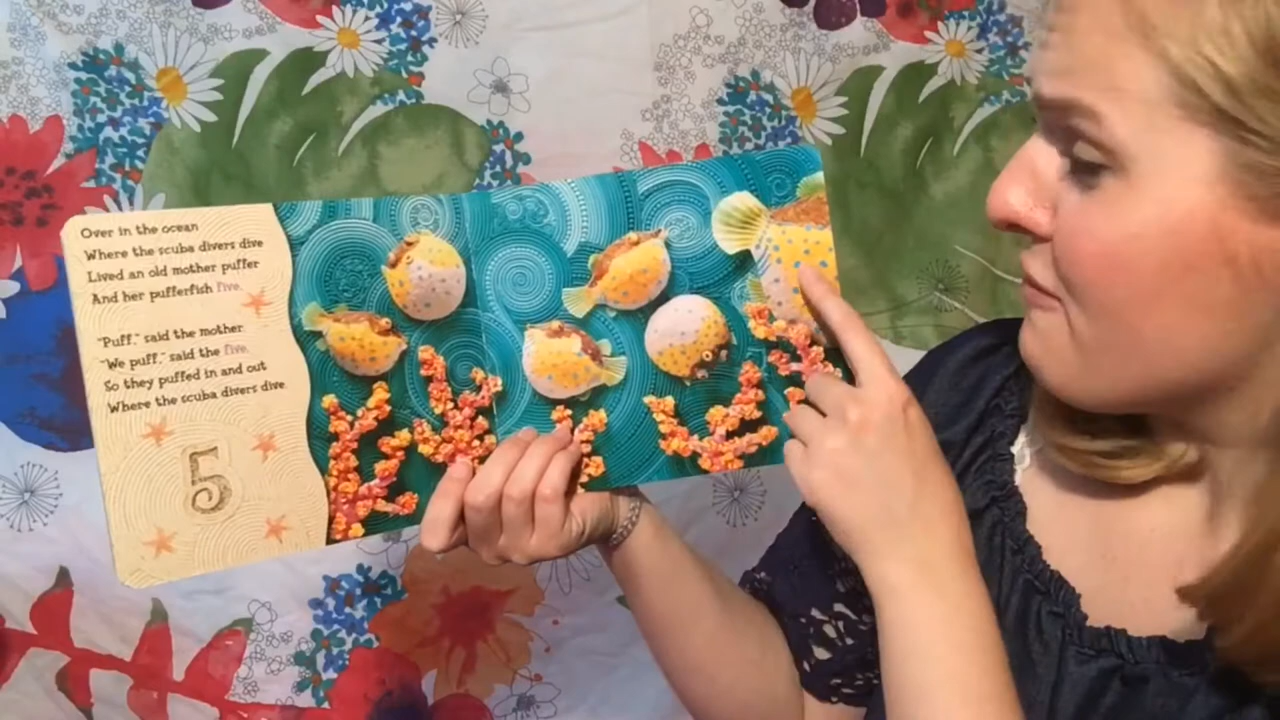 Over in the ocean
Where the scuba divers dive
Lived an old mother puffer
And her pufferfish five.
"Puff," said the mother.
"We puff," said the five.
So they puffed in and out
Where the scuba divers dive.
5